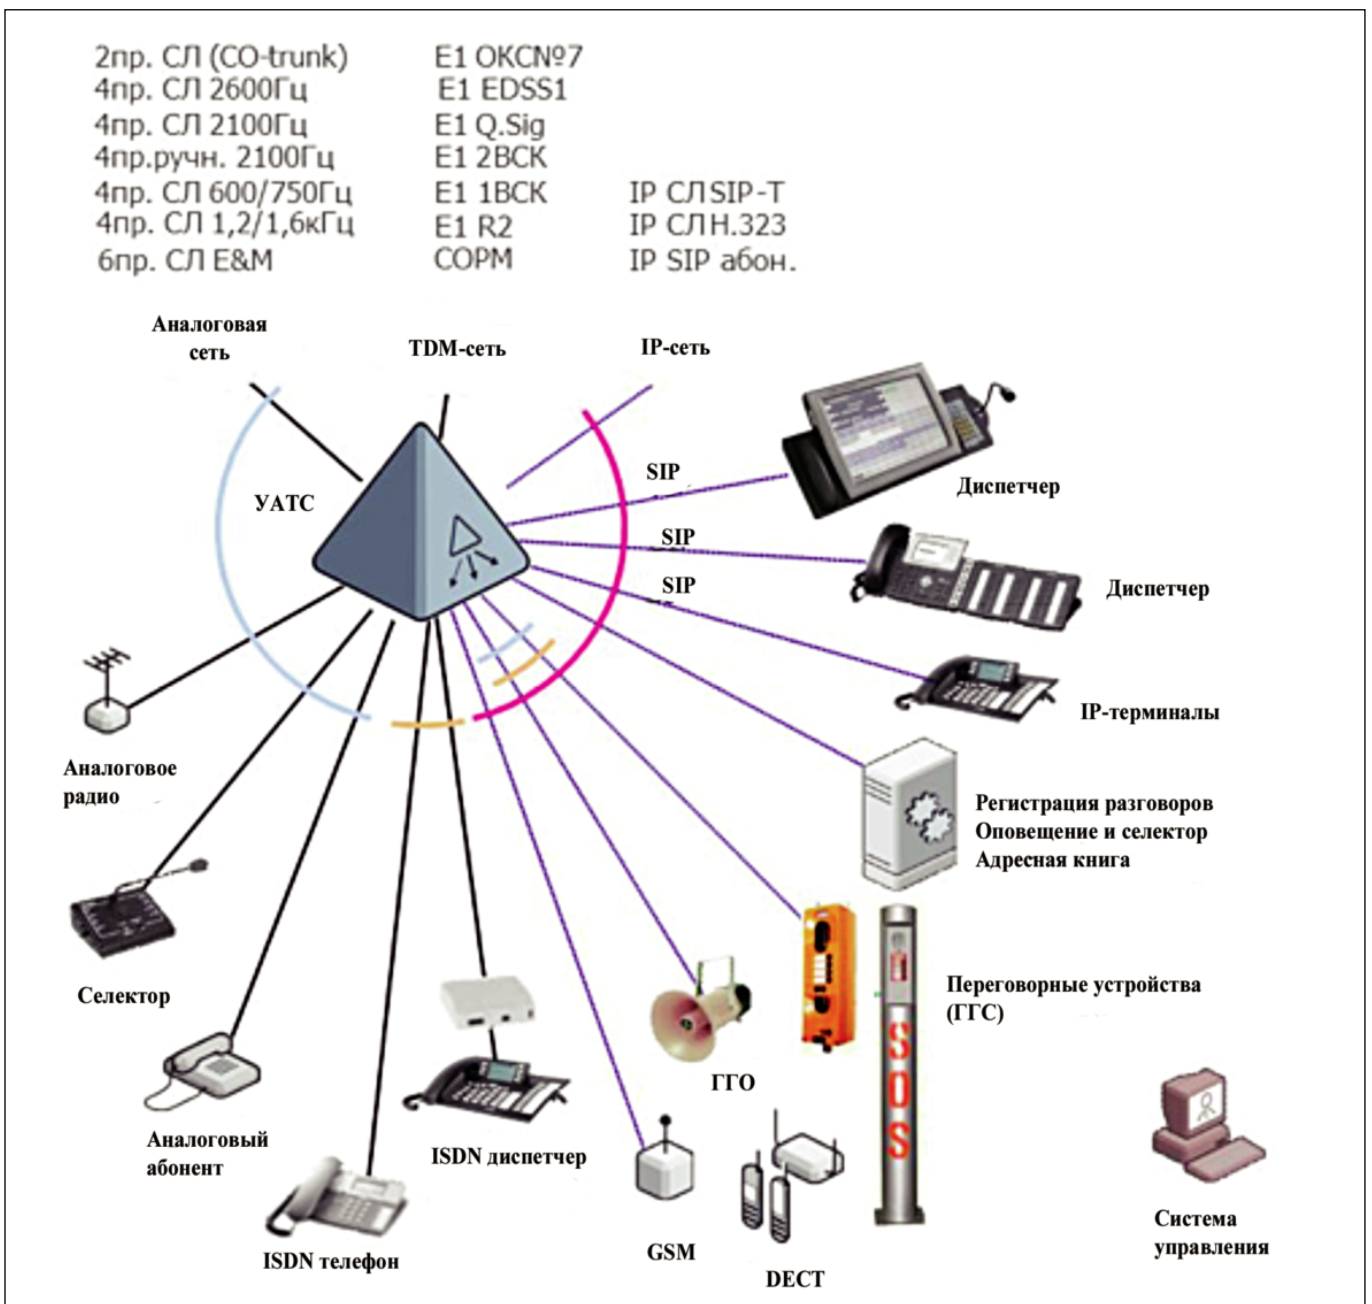 2пр. СЛ (CO-trunk)
4пр. СЛ 2600Гц
4пр. СЛ 2100Гц
4пр.ручн. 2100Гц
4пр. СЛ 600/750Гц
4пр. СЛ 1,2/1,6кГц
6пр. СЛ E&M
E1 ОКС№7
E1 EDSS1
E1 Q.Sig
E1 2ВСК
E1 1ВСК
E1 R2
СОРМ
IP СЛ SIP-T
IP СЛ H.323
IP SIP абон.
Аналоговая
сеть
TDM-сеть
IP-сеть
УАТС
SIP
SIP
SIP
Диспетчер
Диспетчер
IP-терминалы
Регистрация разговоров
Оповещение и селектор
Адресная книга
Переговорные устройства
(ГГС)
SOS
Аналоговое
радио
Селектор
Аналоговый
абонент
ISDN телефон
ISDN диспетчер
ГГО
GSM
DECT
Система
управления